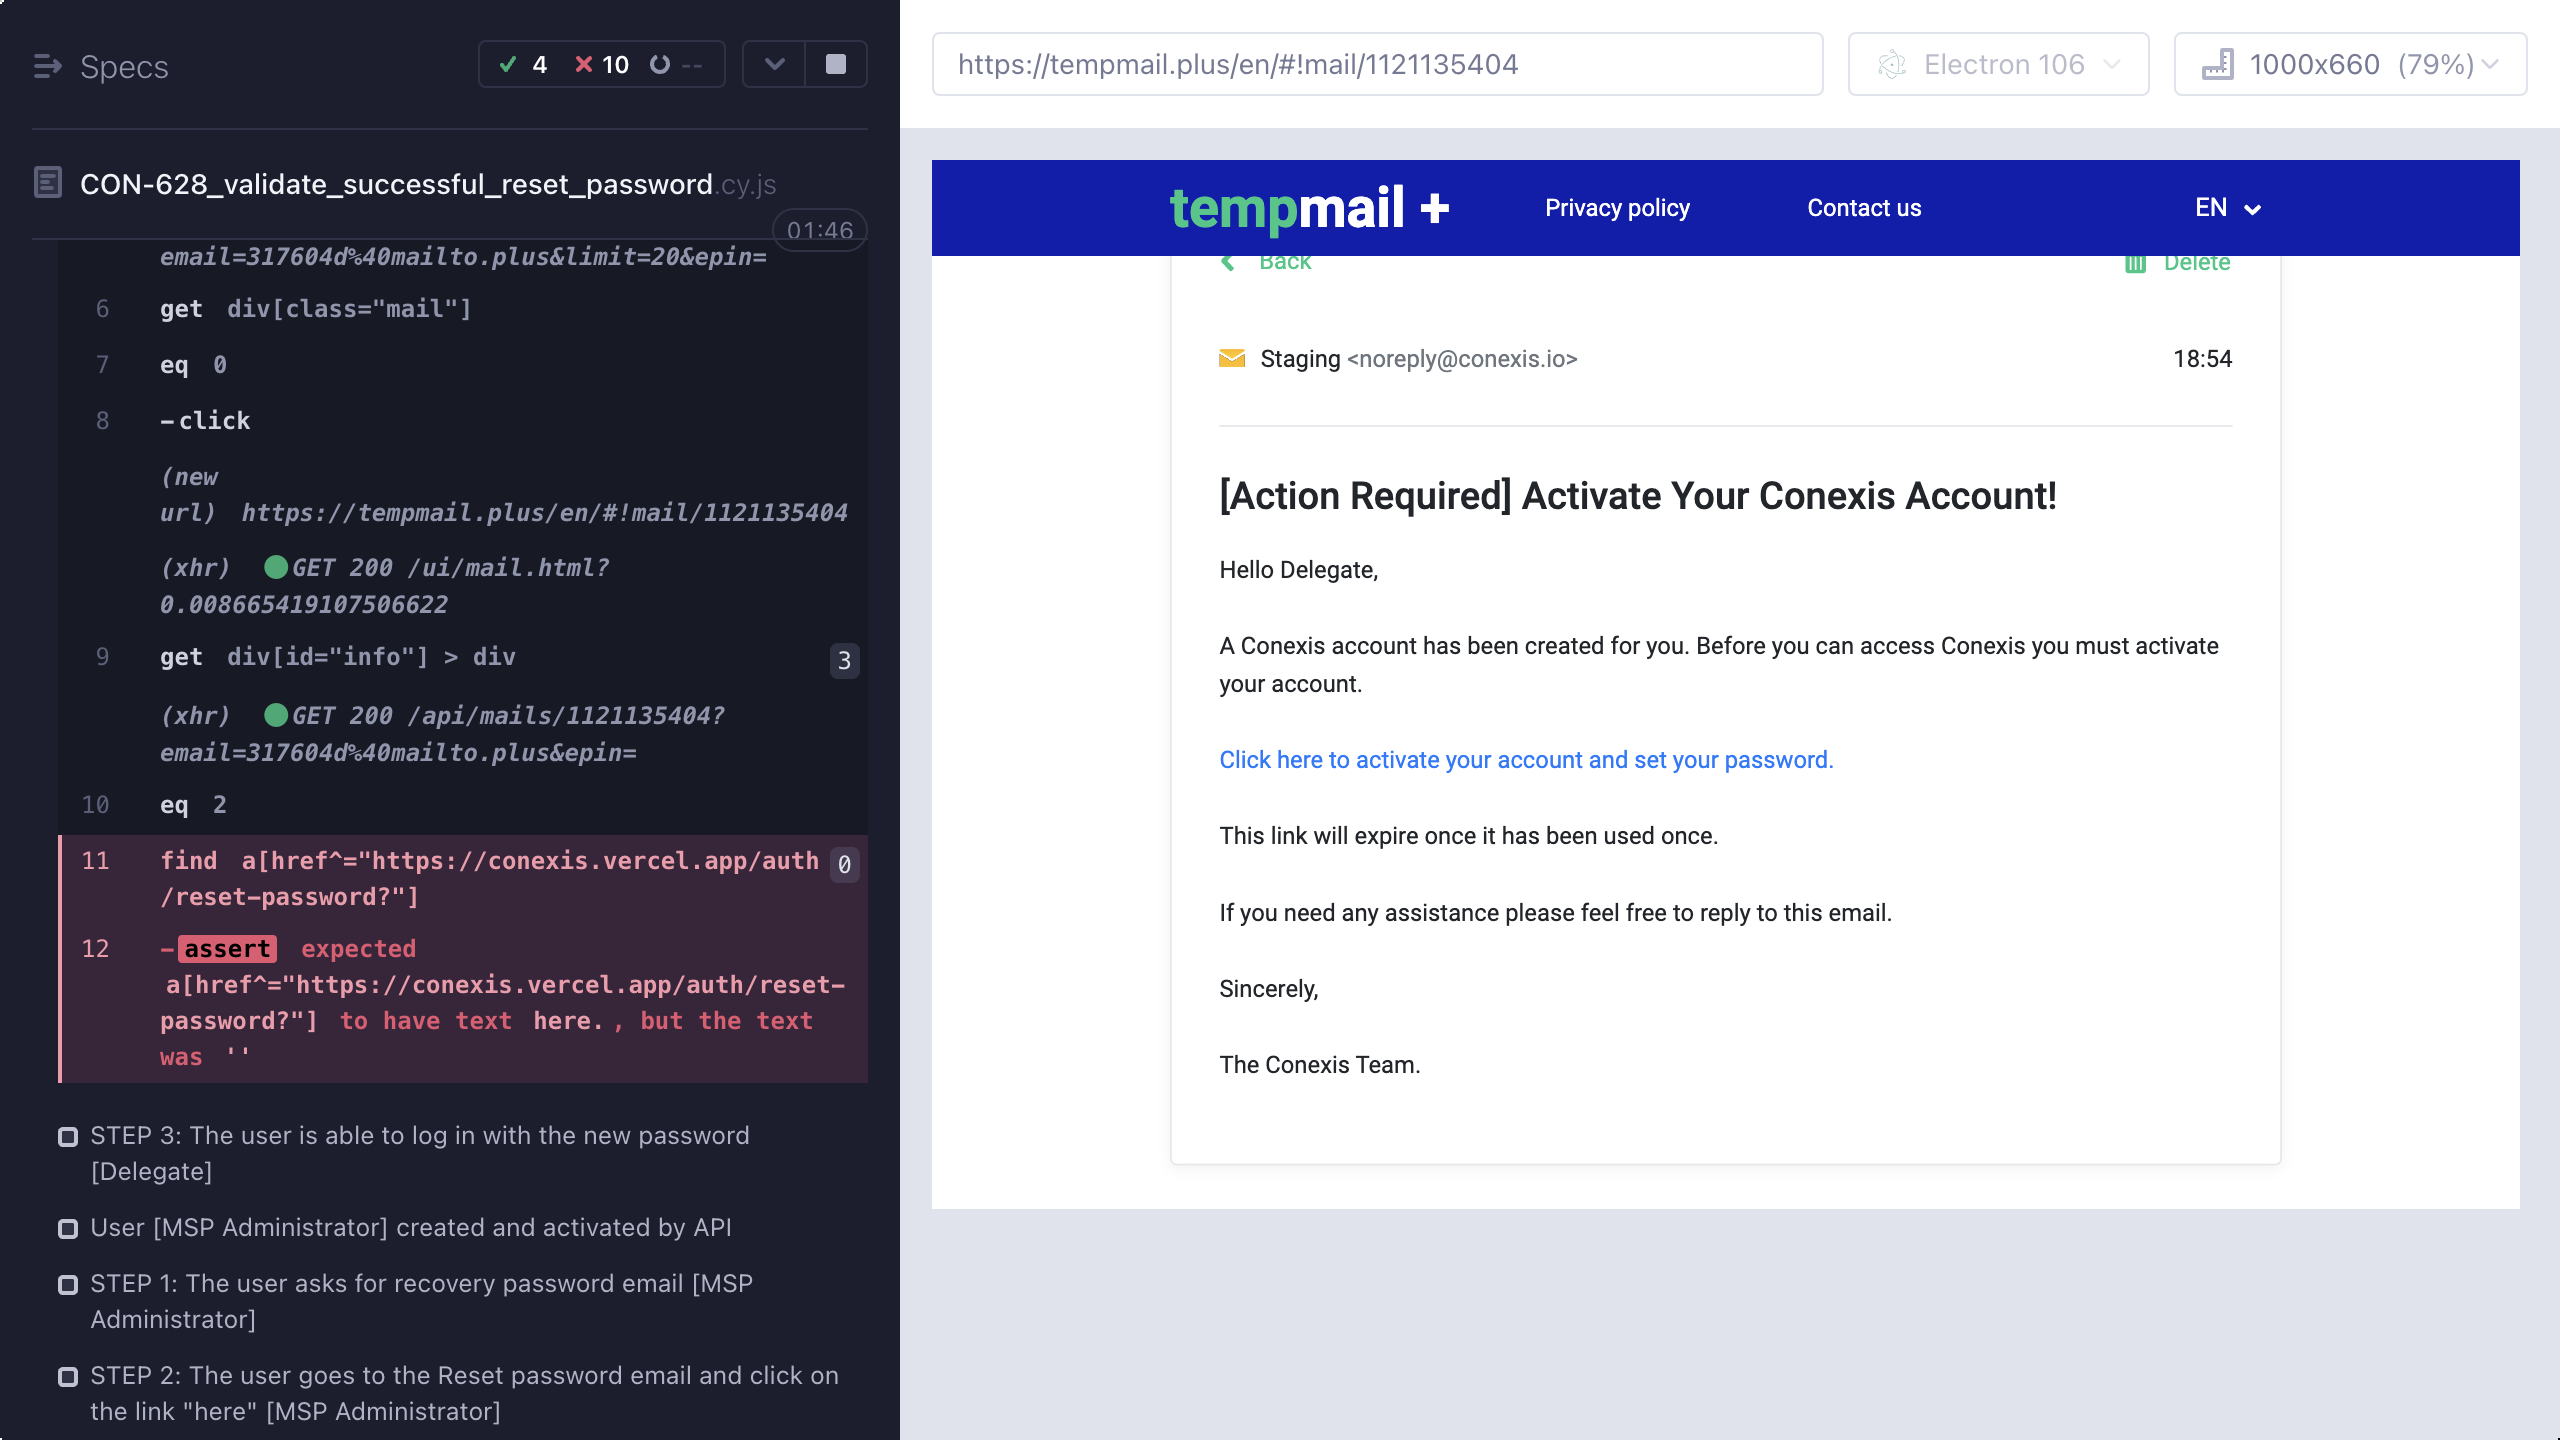 Specs
4 10 --
CON-628_validate_successful_reset_password.cy.js
01:46
email=317604d%40mailto.plus&limit=20&epin=
6 get div[class="mail"]
7 eq 0
8 -click
(new
url) https://tempmail.plus/en/#!mail/1121135404
(xhr) GET 200 /ui/mail.html?
0.008665419107506622
9 get div[id="info"] > div 3
(xhr) GET 200 /api/mails/1121135404?
email=317604d%40mailto.plus&epin=
10 eq 2
11 find a[href^="https://conexis.vercel.app/auth 0
/reset-password?"]
12 -assert expected
a[href^="https://conexis.vercel.app/auth/reset-
password?"] to have text here. , but the text
was ''
STEP 3: The user is able to log in with the new password
[Delegate]
User [MSP Administrator] created and activated by API
STEP 1: The user asks for recovery password email [MSP
Administrator]
STEP 2: The user goes to the Reset password email and click on
the link "here" [MSP Administrator]
https://tempmail.plus/en/#!mail/1121135404
Electron 106
1000x660 (79%)
tempmail +
Privacy policy
Contact us
EN
Back
Delete
Staging <noreply@conexis.io>
18:54
[Action Required] Activate Your Conexis Account!
Hello Delegate,
A Conexis account has been created for you. Before you can access Conexis you must activate
your account.
Click here to activate your account and set your password.
This link will expire once it has been used once.
If you need any assistance please feel free to reply to this email.
Sincerely,
The Conexis Team.